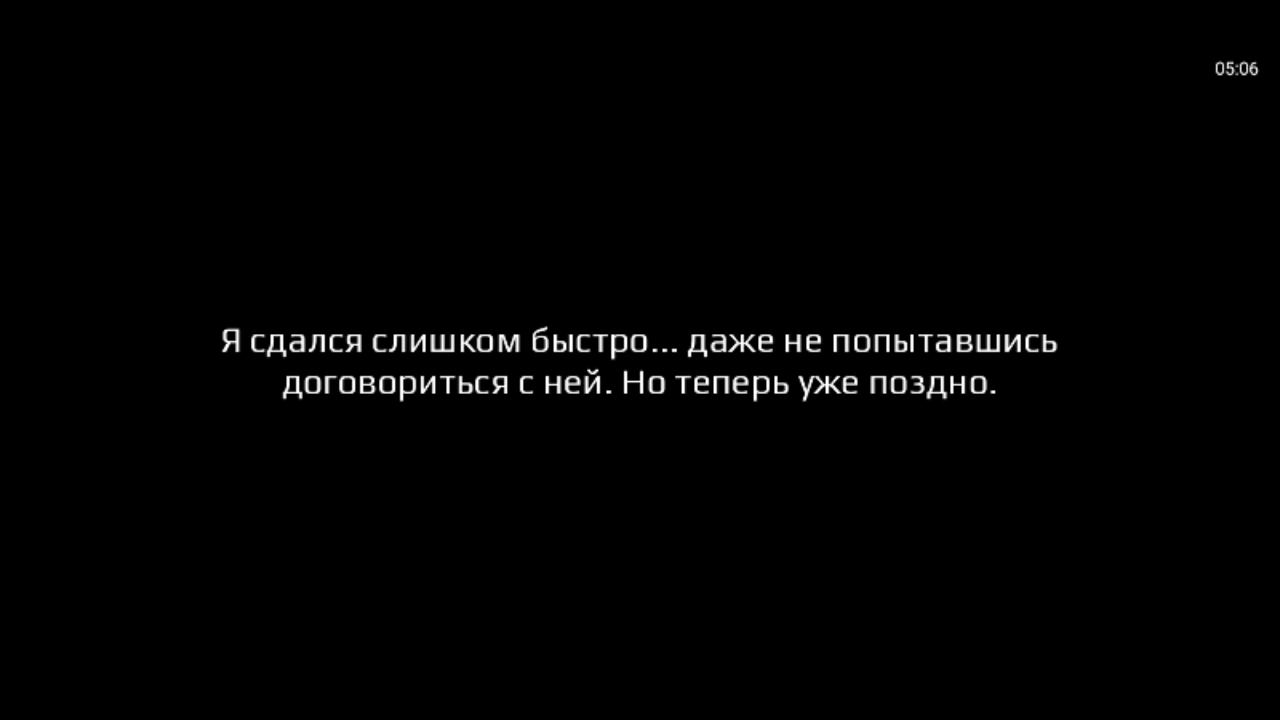 05:06
Я сдался слишком быстро... даже не попытавшись
договориться с ней. Но теперь уже поздно.